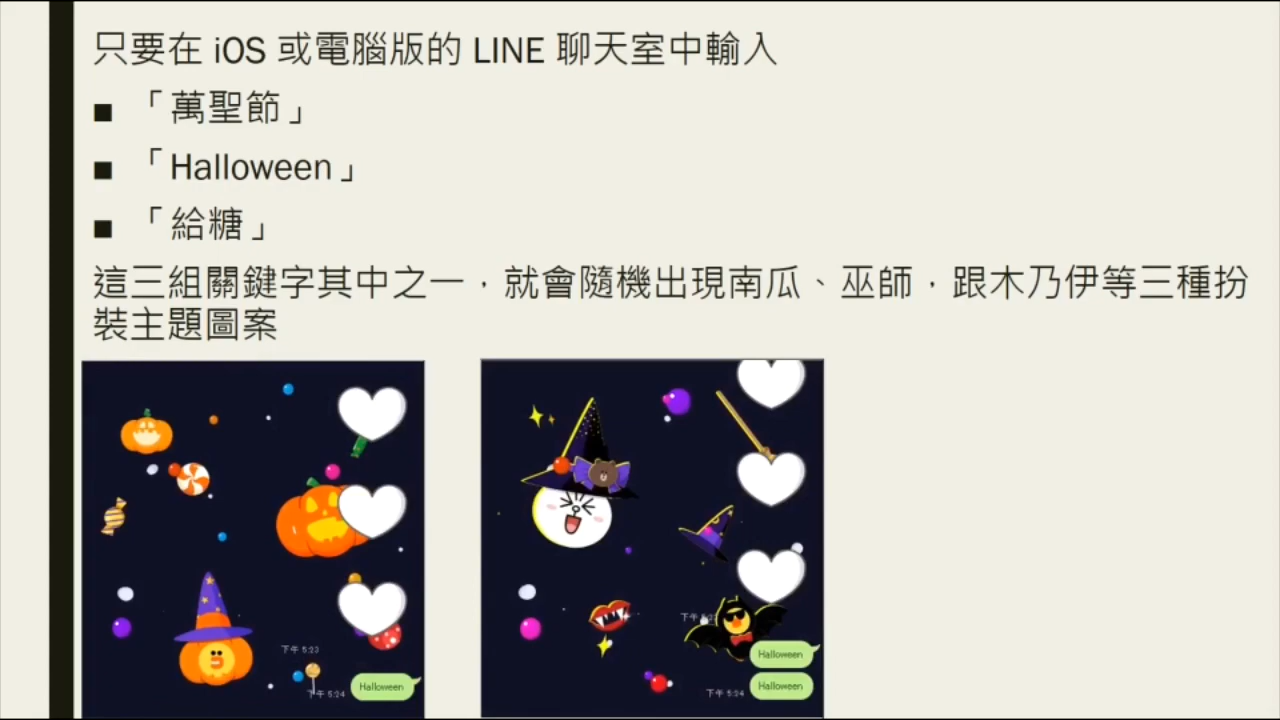 只要在 iOS 或電腦版的 LINE 聊天室中輸入
「萬聖節」
「Halloween」
「給糖」
這三組關鍵字其中之一，就會隨機出現南瓜、巫師，跟木乃伊等三種扮
裝主題圖案
下午 5:23
下午 5:24
Halloween
Halloween
下午 5:24
Halloween